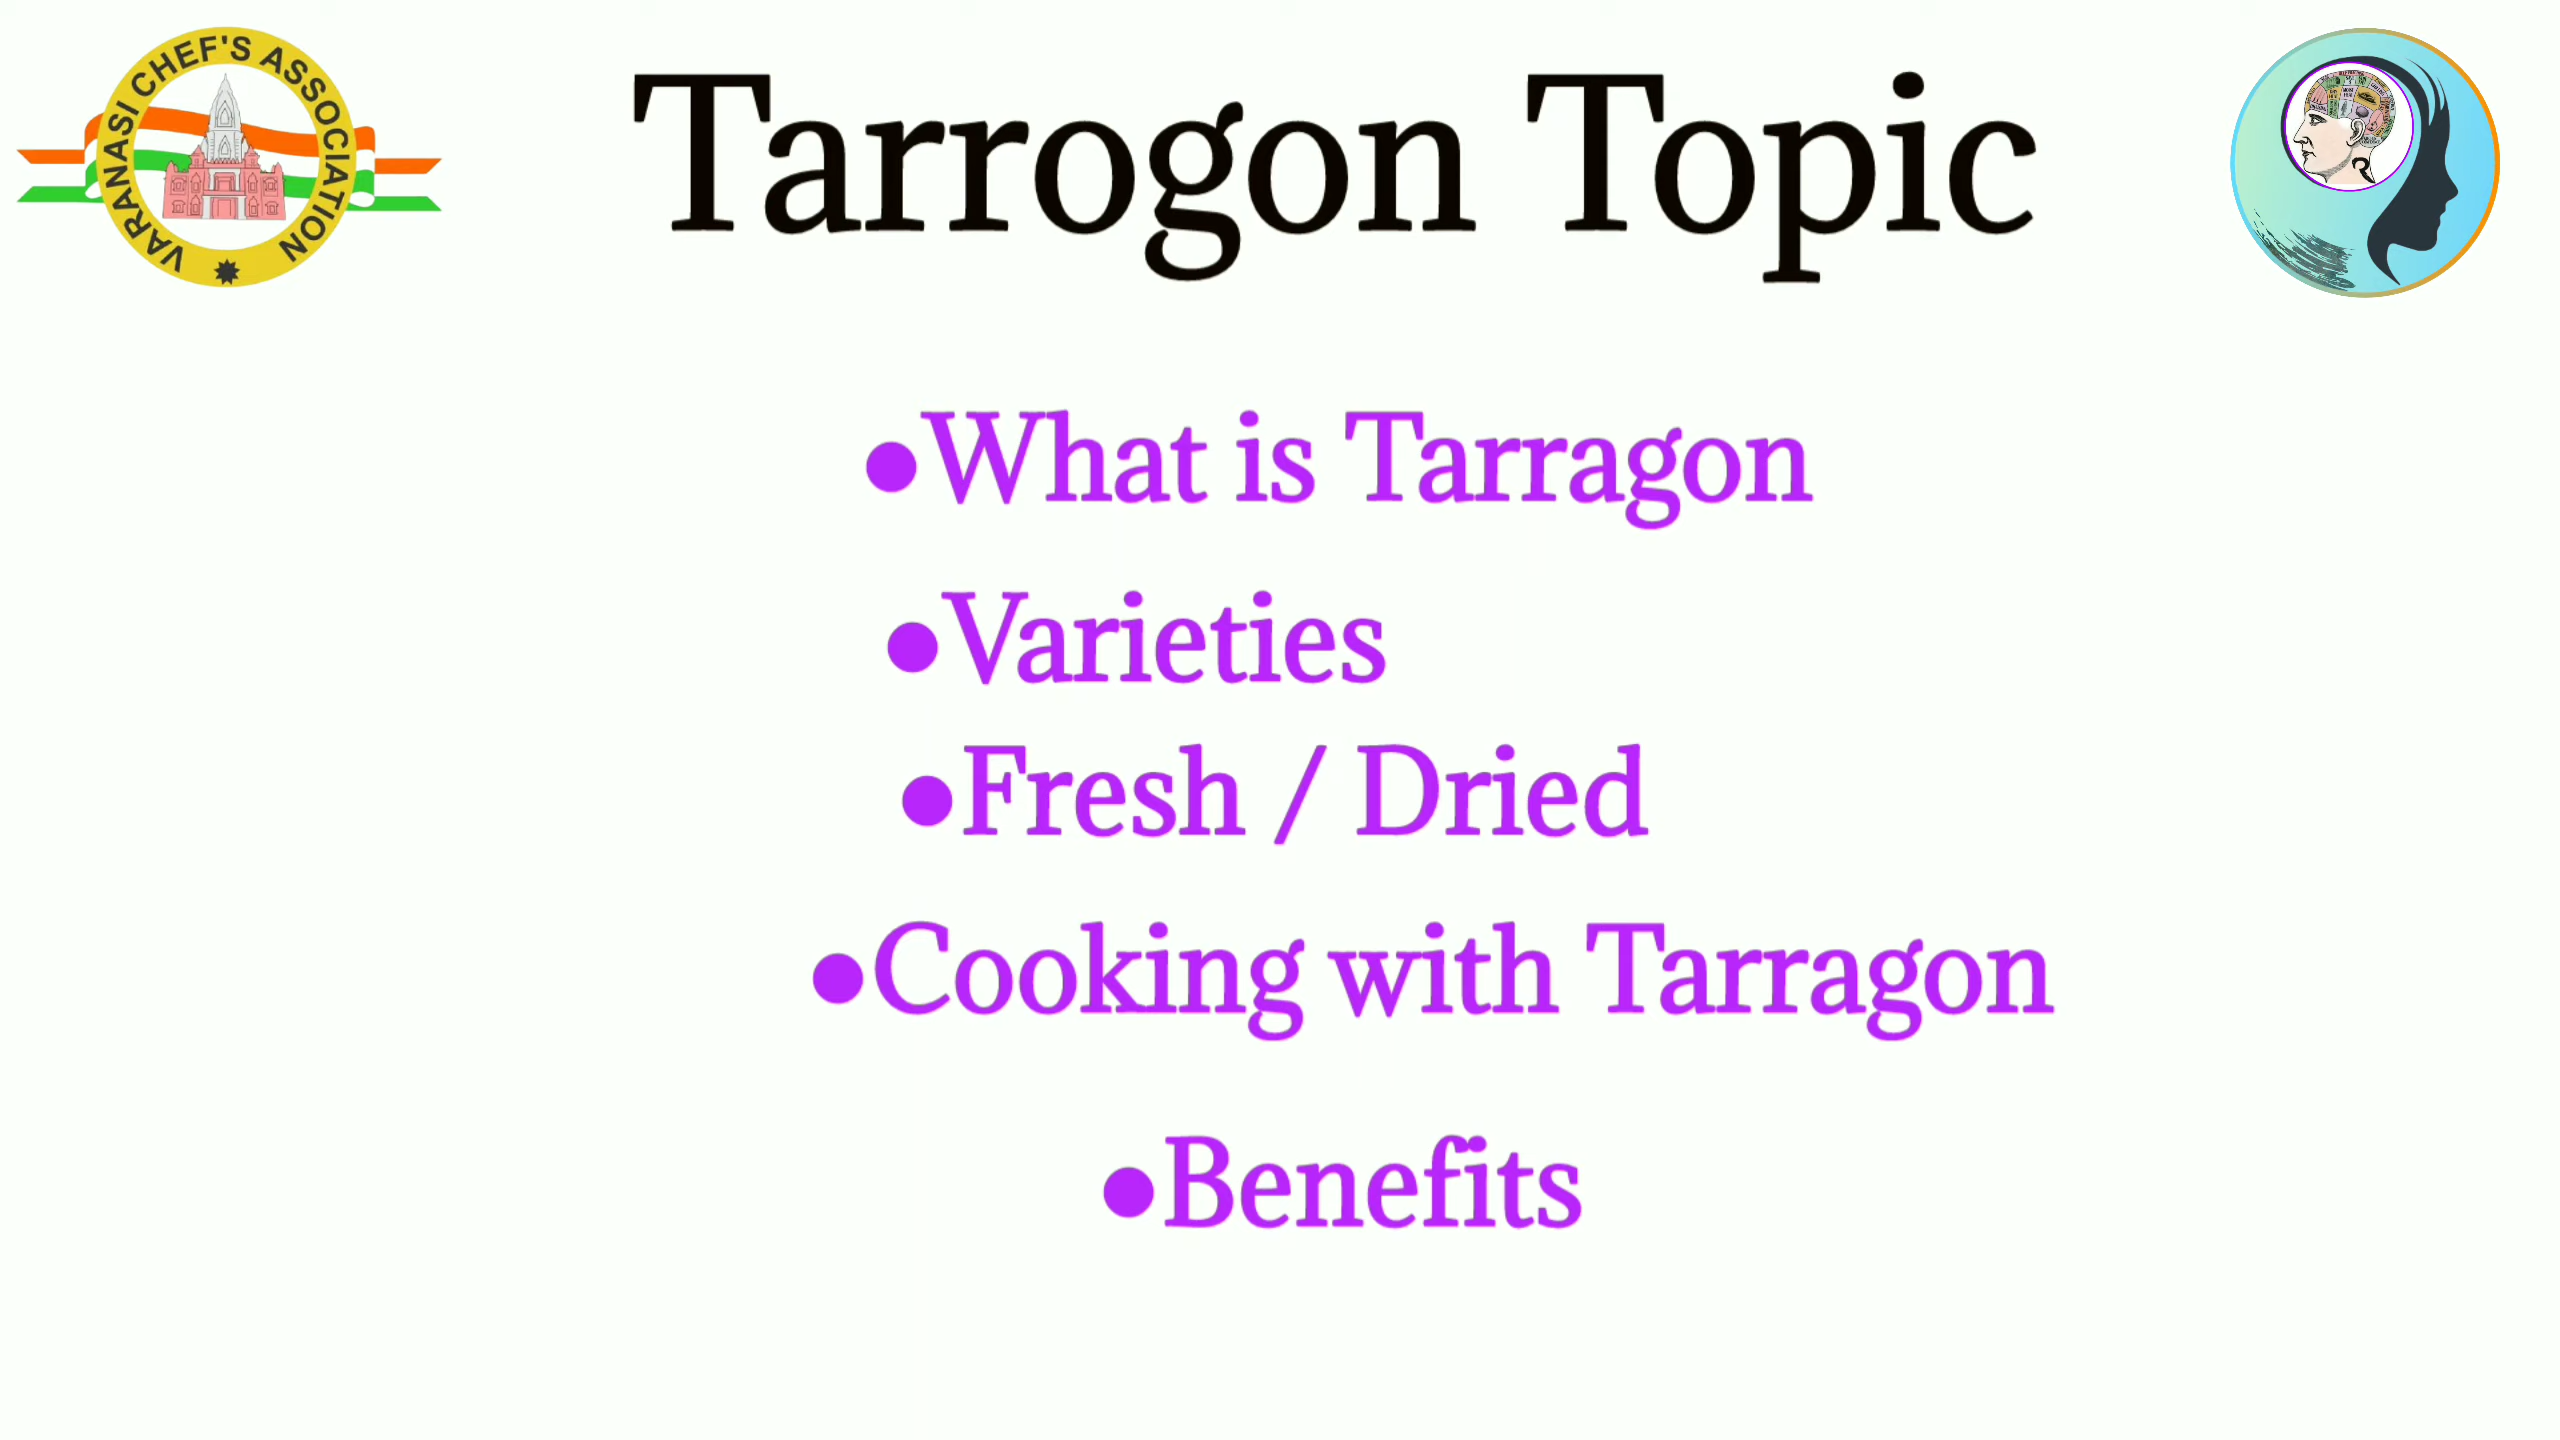 VARANASI CHEF'S ASSOCIATION
Tarrogon Topic
•What is Tarragon
•Varieties
•Fresh / Dried
•Cooking with Tarragon
•Benefits